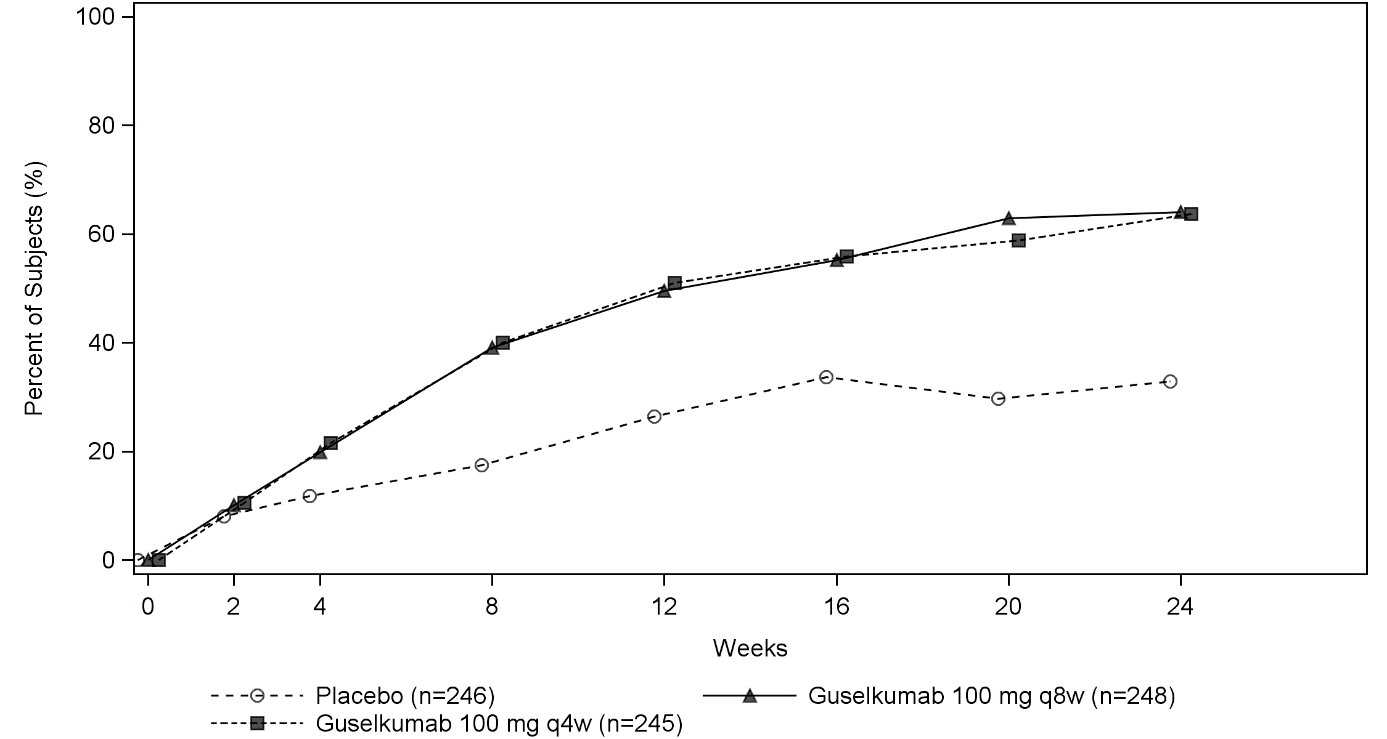 100
80
60
40
20
0
Percent of Subjects (%)
0 2 4 8 12 16 20 24
Weeks
Placebo (n=246) Guselkumab 100 mg q8w (n=248)
Guselkumab 100 mg q4w (n=245)